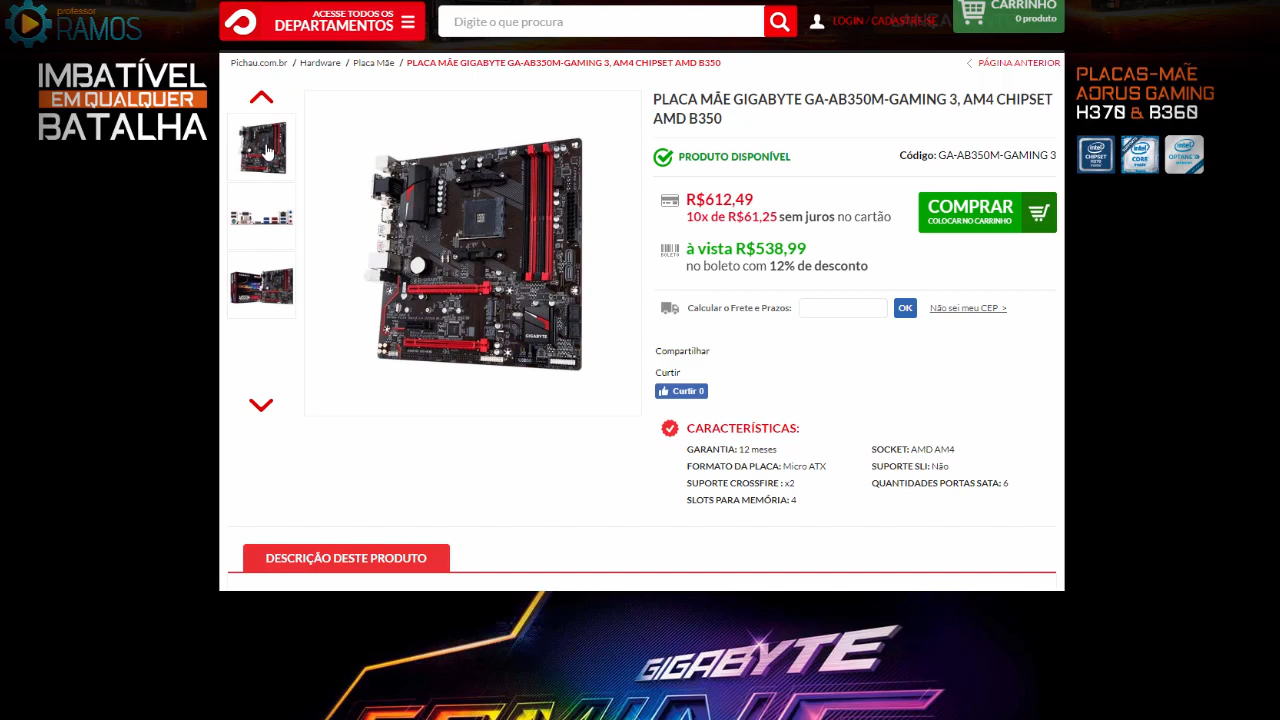 professor
RAMOS
ACESSE TODOS OS
DEPARTAMENTOS
Digite o que procura
LOGIN / CADASTRE-SE
CARRINHO
0 produto
IMBATÍVEL
EM QUALQUER
BATALHA
Pichau.com.br / Hardware / Placa Mãe / PLACA MÃE GIGABYTE GA-AB350M-GAMING 3, AM4 CHIPSET AMD B350
PÁGINA ANTERIOR
PLACAS-MÃE
AORUS GAMING
H370 & B360
PLACA MÃE GIGABYTE GA-AB350M-GAMING 3, AM4 CHIPSET
AMD B350
PRODUTO DISPONÍVEL
Código: GA-AB350M-GAMING 3
R$612,49
10x de R$61,25 sem juros no cartão
COMPRAR
COLOCAR NO CARRINHO
à vista R$538,99
BOLETO
no boleto com 12% de desconto
Calcular o Frete e Prazos:
OK
Não sei meu CEP >
GIGABYTE
Compartilhar
Curtir
Curtir 0
CARACTERÍSTICAS:
GARANTIA: 12 meses
SOCKET: AMD AM4
FORMATO DA PLACA: Micro ATX
SUPORTE SLI: Não
SUPORTE CROSSFIRE : x2
QUANTIDADES PORTAS SATA: 6
SLOTS PARA MEMÓRIA: 4
DESCRIÇÃO DESTE PRODUTO
GIGABYTE